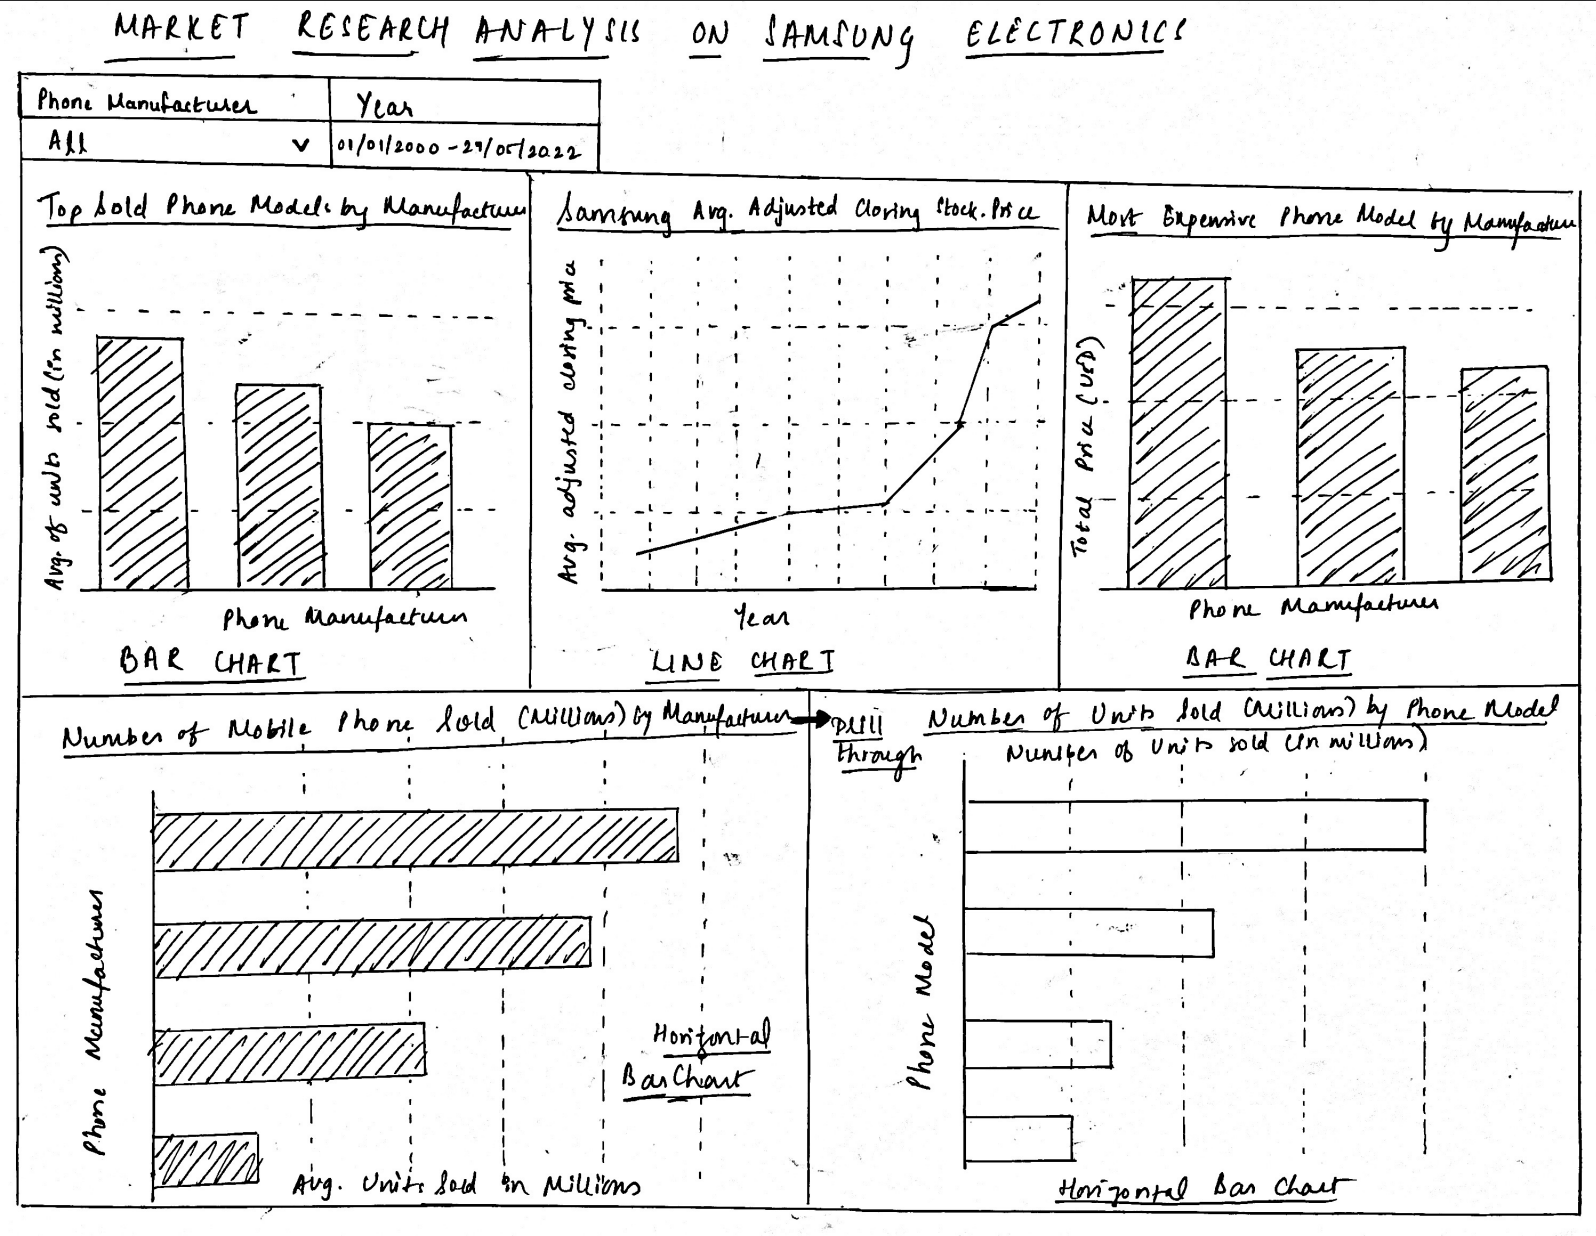 MARKET RESEARCH ANALYSIS ON SAMSUNG ELECTRONICS
Phone Manufacturer
Year
All
01/01/2000 - 27/05/2022
Top Sold Phone Models by Manufacturer
Avg. of units sold (in millions)
Phone Manufacturer
BAR CHART
Samsung Avg. Adjusted Closing Stock. Price
Avg. adjusted closing price
Year
LINE CHART
Most Expensive Phone Model by Manufacturer
Total Price (USD)
Phone Manufacturer
BAR CHART
Number of Mobile Phone Sold (Millions) by Manufacturer
Phone Manufacturer
Horizontal
Bar Chart
Avg. Units Sold in Millions
Drill
through
Number of Units Sold (Millions) by Phone Model
Number of Units sold (in millions)
Phone Model
Horizontal Bar Chart